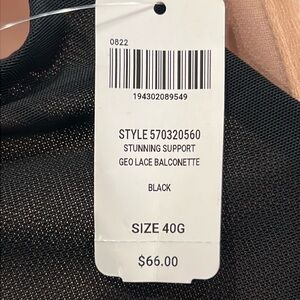 0822
194302089549
STYLE 570320560
STUNNING SUPPORT
GEO LACE BALCONETTE
BLACK
SIZE 40G
$66.00